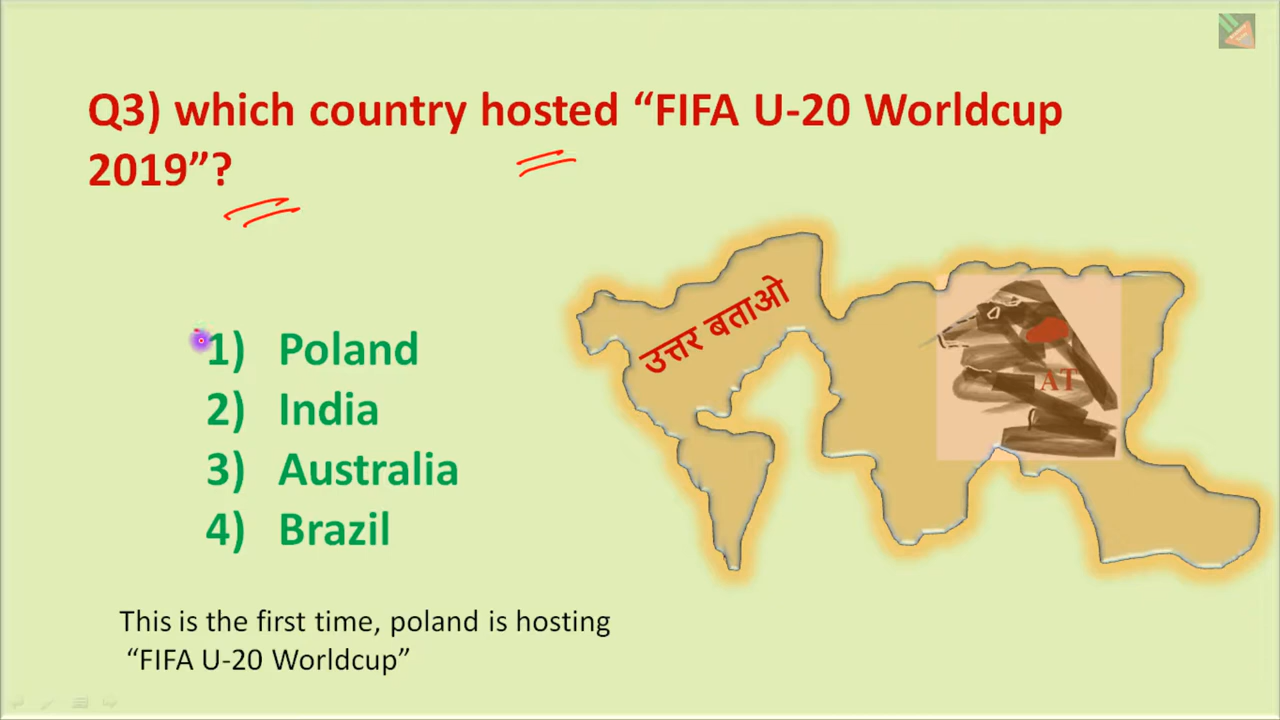 Q3) which country hosted “FIFA U-20 Worldcup
2019”?
उत्तर बताओ
AT
1) Poland
2) India
3) Australia
4) Brazil
This is the first time, poland is hosting
“FIFA U-20 Worldcup”